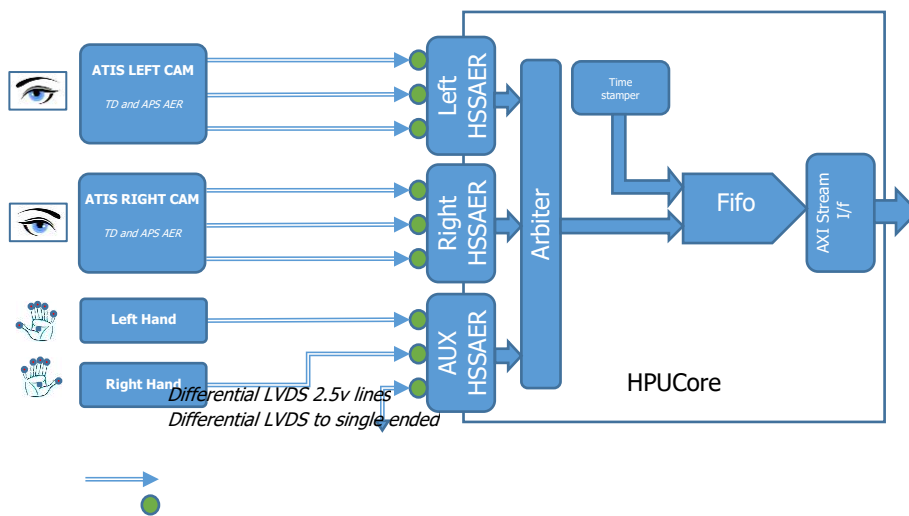 ATIS LEFT CAM
TD and APS AER
Left
HSSAER
Time
stamper
ATIS RIGHT CAM
TD and APS AER
Right
HSSAER
Arbiter
Fifo
AXI Stream
I/f
Left Hand
AUX
HSSAER
Right Hand
HPUCore
Differential LVDS 2.5v lines
Differential LVDS to single ended